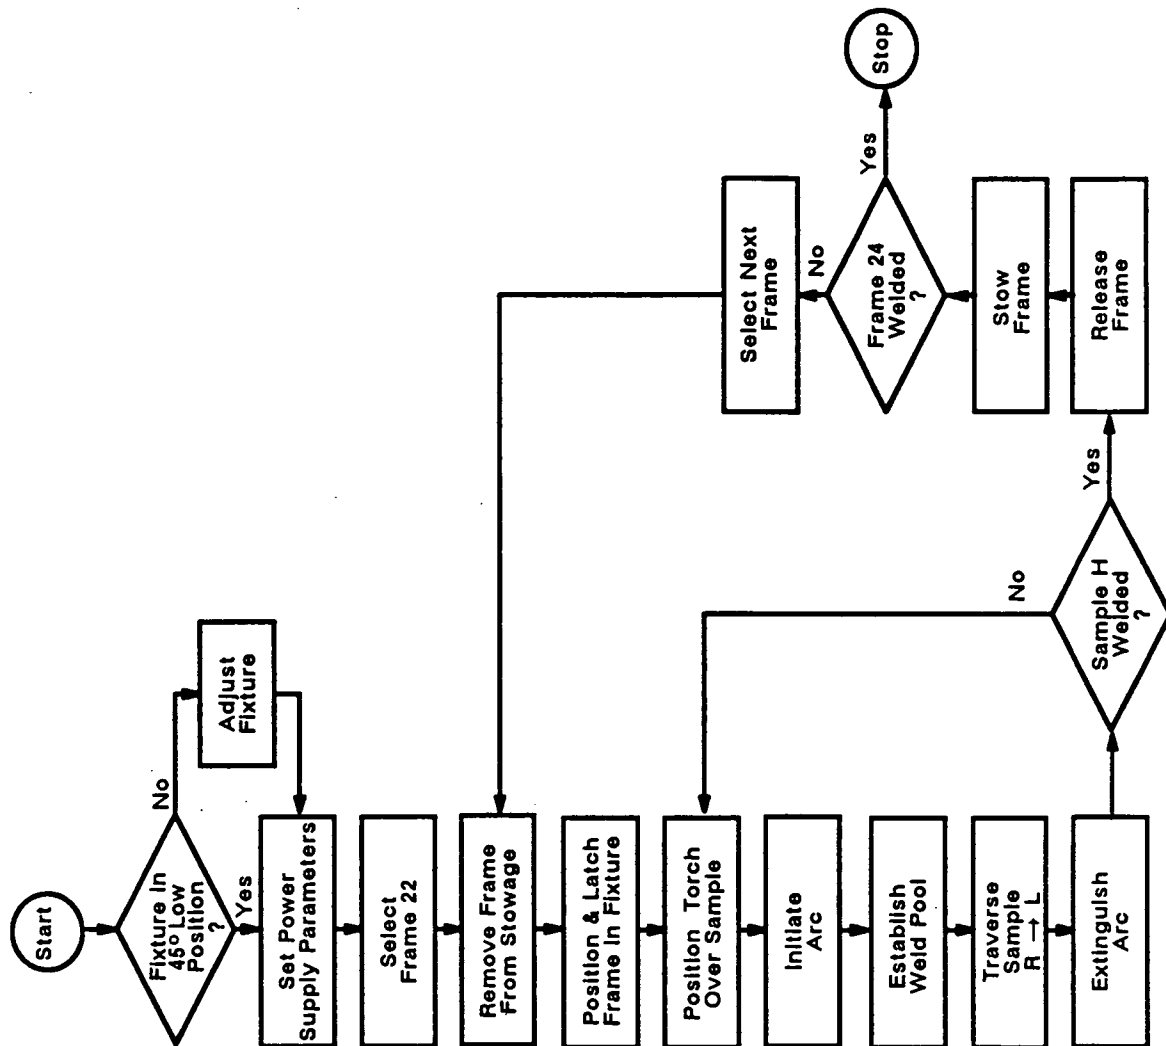 Start
Fixture In
45° Low
Position
?
No
Yes
Adjust
Fixture
Set Power
Supply Parameters
Select
Frame 22
Remove Frame
From Stowage
Position & Latch
Frame In Fixture
Position Torch
Over Sample
Initiate
Arc
Establish
Weld Pool
Traverse
Sample
R → L
Extinguish
Arc
Sample H
Welded
?
No
Yes
Release
Frame
Stow
Frame
Frame 24
Welded
?
No
Yes
Select Next
Frame
Stop